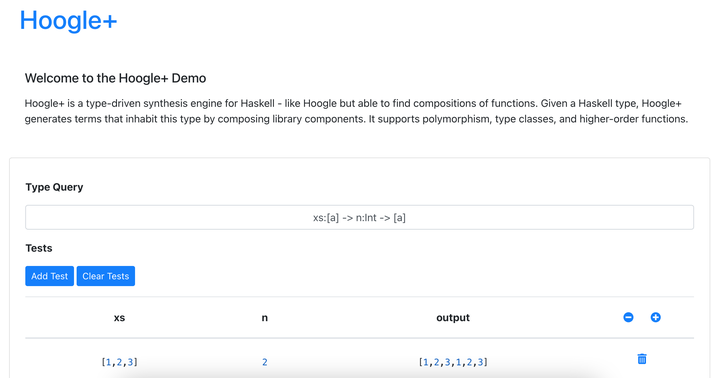 Hoogle+
Welcome to the Hoogle+ Demo
Hoogle+ is a type-driven synthesis engine for Haskell - like Hoogle but able to find compositions of functions. Given a Haskell type, Hoogle+
generates terms that inhabit this type by composing library components. It supports polymorphism, type classes, and higher-order functions.
Type Query
xs:[a] -> n:Int -> [a]
Tests
Add Test Clear Tests
xs n output
[1,2,3] 2 [1,2,3,1,2,3]